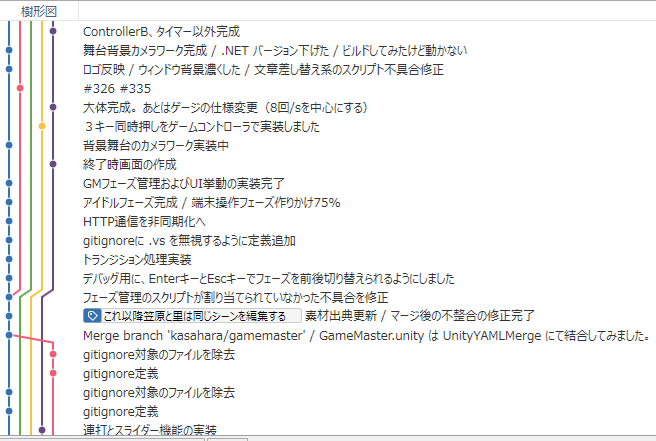 樹形図
ControllerB、タイマー以外完成
舞台背景カメラワーク完成 / .NET バージョン下げた / ビルドしてみたけど動かない
ロゴ反映 / ウィンドウ背景濃くした / 文章差し替え系のスクリプト不具合修正
#326 #335
大体完成。あとはゲージの仕様変更（8回/sを中心にする）
３キー同時押しをゲームコントローラで実装しました
背景舞台のカメラワーク実装中
終了時画面の作成
GMフェーズ管理およびUI挙動の実装完了
アイドルフェーズ完成 / 端末操作フェーズ作りかけ75%
HTTP通信を非同期化へ
gitignoreに .vs を無視するように定義追加
トランジション処理実装
デバッグ用に、EnterキーとEscキーでフェーズを前後切り替えられるようにしました
フェーズ管理のスクリプトが割り当てられていなかった不具合を修正
これ以降笠原と里は同じシーンを編集する 素材出典更新 / マージ後の不整合の修正完了
Merge branch 'kasahara/gamemaster' / GameMaster.unity は UnityYAMLMerge にて結合してみました。
gitignore対象のファイルを除去
gitignore定義
gitignore対象のファイルを除去
gitignore定義
連打とスライダー機能の実装